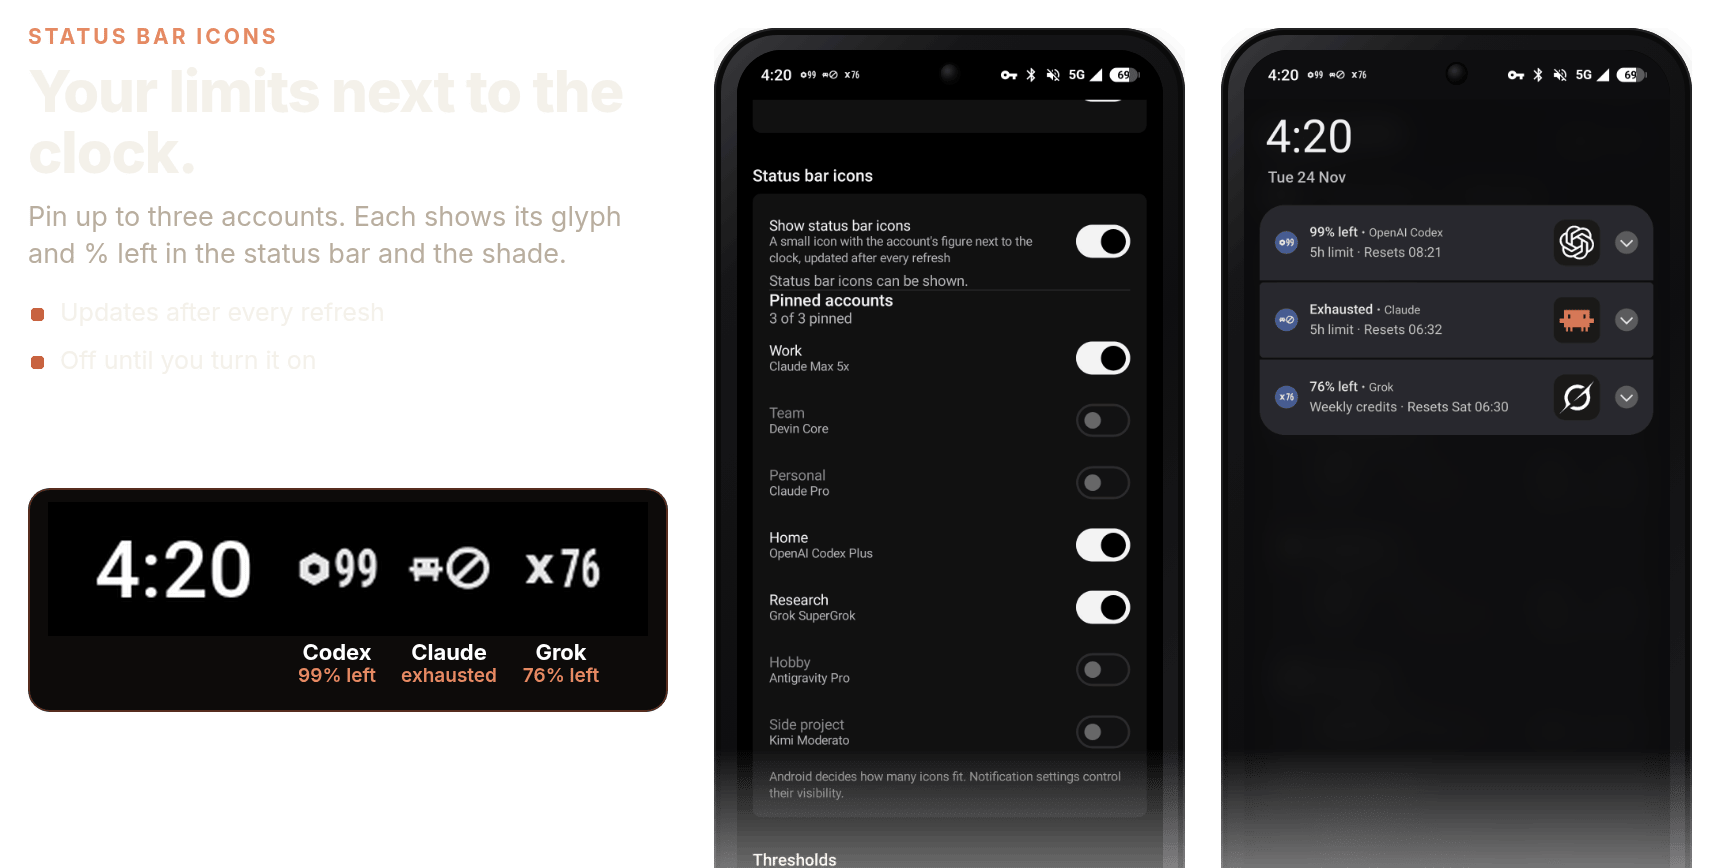 STATUS BAR ICONS
Your limits next to the
clock.
Pin up to three accounts. Each shows its glyph
and % left in the status bar and the shade.
Updates after every refresh
Off until you turn it on
4:20 99 76
Codex Claude Grok
99% left exhausted 76% left
4:20 99 x76 5G 69
Status bar icons
Show status bar icons
A small icon with the account's figure next to the
clock, updated after every refresh
Status bar icons can be shown.
Pinned accounts
3 of 3 pinned
Work
Claude Max 5x
Team
Devin Core
Personal
Claude Pro
Home
OpenAI Codex Plus
Research
Grok SuperGrok
Hobby
Antigravity Pro
Side project
Kimi Moderato
Android decides how many icons fit. Notification settings control
their visibility.
Thresholds
4:20 99 x76 5G 69
4:20
Tue 24 Nov
99 99% left • OpenAI Codex
5h limit · Resets 08:21
Exhausted • Claude
5h limit · Resets 06:32
x76 76% left • Grok
Weekly credits · Resets Sat 06:30